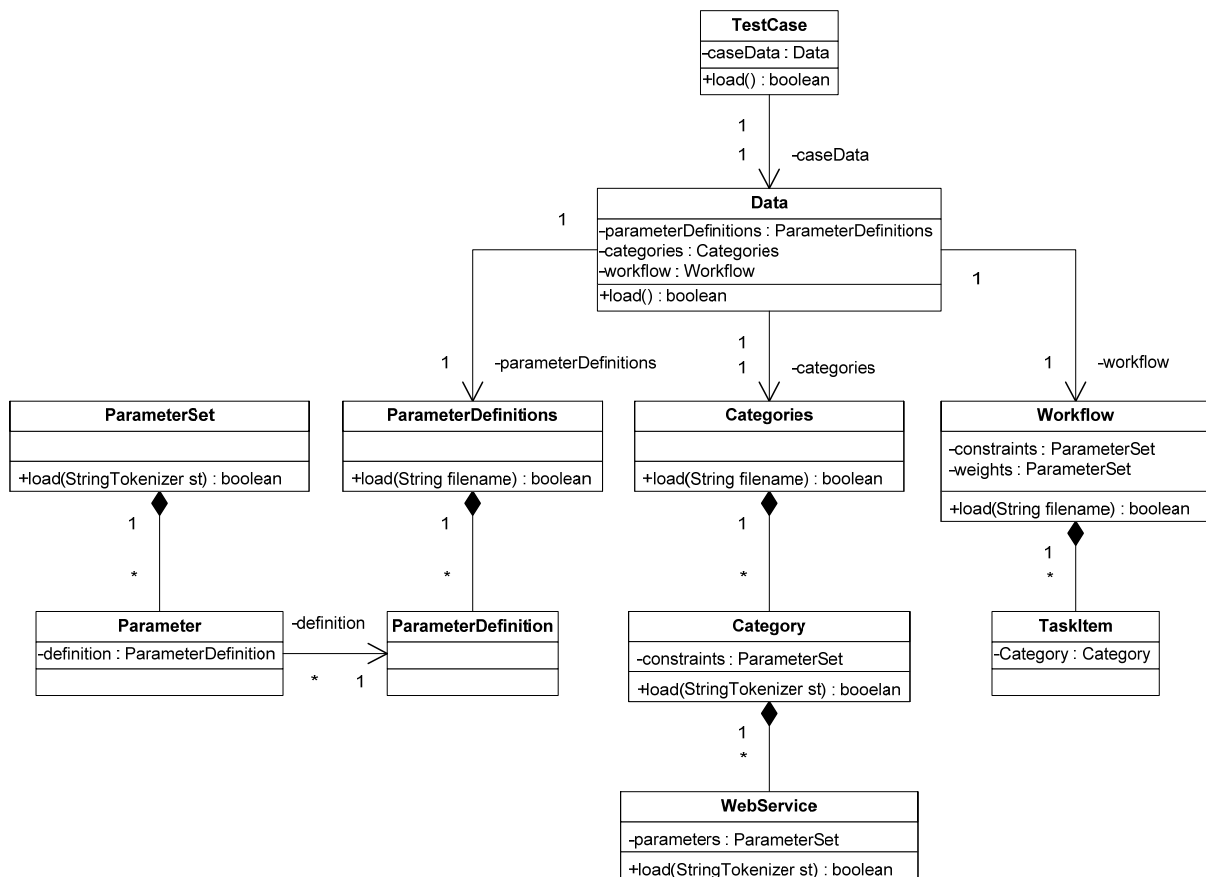 TestCase
-caseData : Data
+load() : boolean
1
1
-caseData
Data
-parameterDefinitions : ParameterDefinitions
-categories : Categories
-workflow : Workflow
+load() : boolean
1
1
1
1
-parameterDefinitions
1
-categories
1
-workflow
ParameterSet
+load(StringTokenizer st) : boolean
ParameterDefinitions
+load(String filename) : boolean
Categories
+load(String filename) : boolean
Workflow
-constraints : ParameterSet
-weights : ParameterSet
+load(String filename) : boolean
1
*
1
*
1
*
1
*
Parameter
-definition : ParameterDefinition
-definition
*
1
ParameterDefinition
Category
-constraints : ParameterSet
+load(StringTokenizer st) : booelan
TaskItem
-Category : Category
1
*
WebService
-parameters : ParameterSet
+load(StringTokenizer st) : boolean